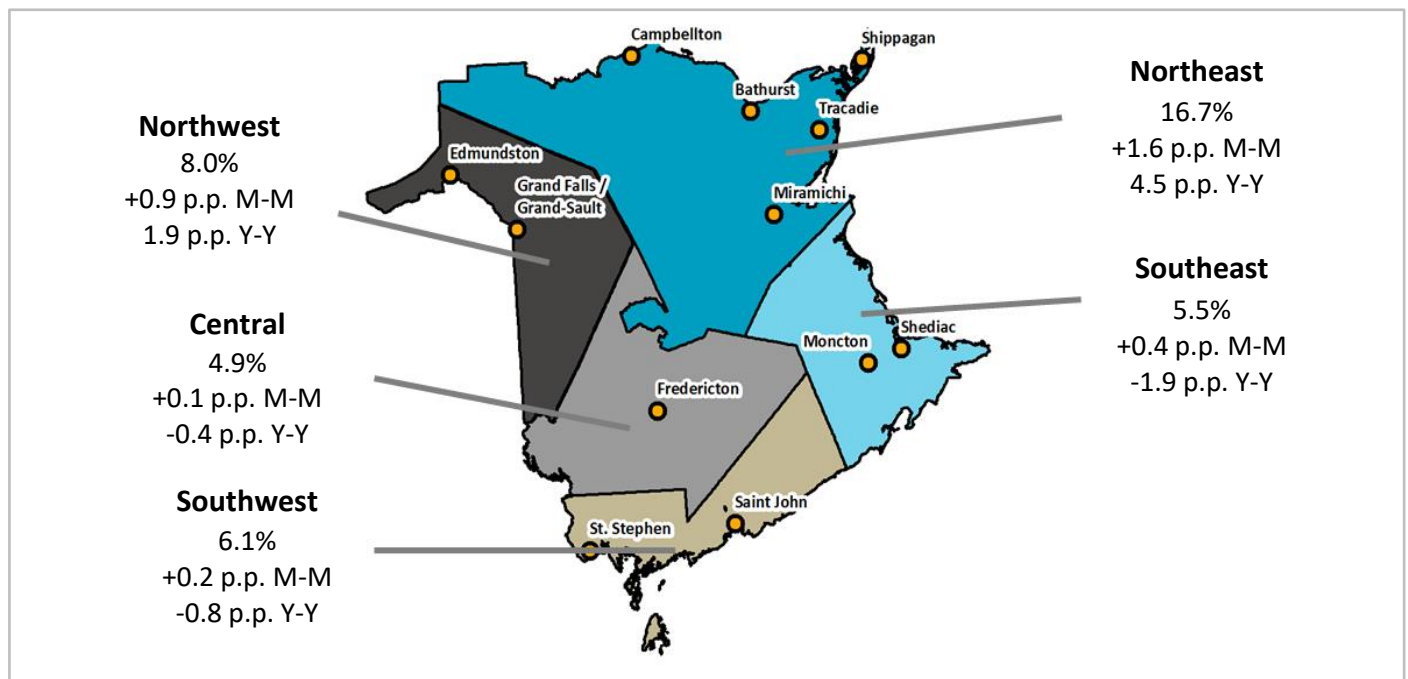 Northwest
8.0%
+0.9 p.p. M-M
1.9 p.p. Y-Y
Central
4.9%
+0.1 p.p. M-M
-0.4 p.p. Y-Y
Southwest
6.1%
+0.2 p.p. M-M
-0.8 p.p. Y-Y
Campbellton
Shippagan
Bathurst
Tracadie
Edmundston
Grand Falls /
Grand-Sault
Miramichi
Moncton
Shediac
Fredericton
Saint John
St. Stephen
Northeast
16.7%
+1.6 p.p. M-M
4.5 p.p. Y-Y
Southeast
5.5%
+0.4 p.p. M-M
-1.9 p.p. Y-Y